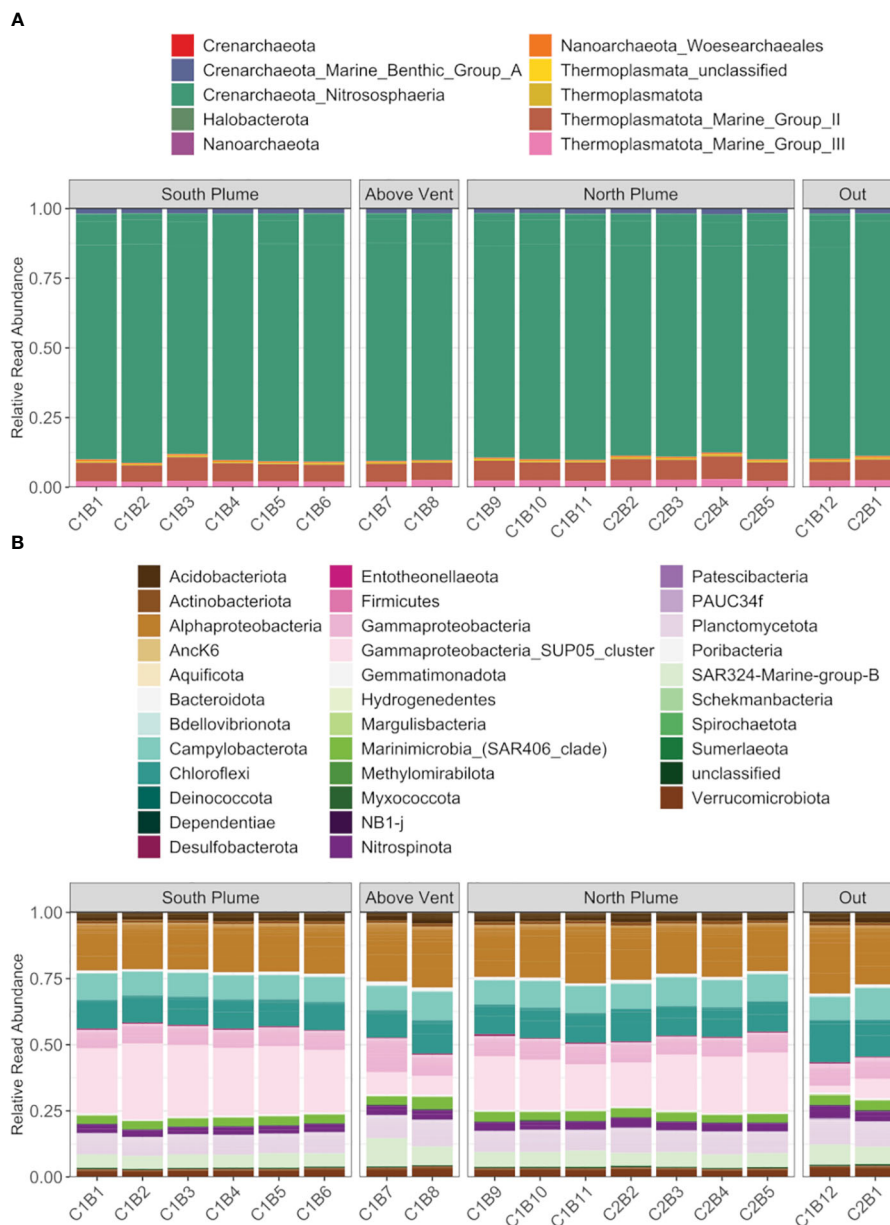 A
Crenarchaeota
Crenarchaeota_Marine_Benthic_Group_A
Crenarchaeota_Nitrososphaeria
Halobacterota
Nanoarchaeota
Nanoarchaeota_Woesearchaeales
Thermoplasmata_unclassified
Thermoplasmatota
Thermoplasmatota_Marine_Group_II
Thermoplasmatota_Marine_Group_III
South Plume
Above Vent
North Plume
Out
Relative Read Abundance
1.00
0.75
0.50
0.25
0.00
C1B1
C1B2
C1B3
C1B4
C1B5
C1B6
C1B7
C1B8
C1B9
C1B10
C1B11
C2B2
C2B3
C2B4
C2B5
C1B12
C2B1
B
Acidobacteriota
Actinobacteriota
Alphaproteobacteria
AncK6
Aquificota
Bacteroidota
Bdellovibrionota
Campylobacterota
Chloroflexi
Deinococcota
Dependentiae
Desulfobacterota
Entotheonellaeota
Firmicutes
Gammaproteobacteria
Gammaproteobacteria_SUP05_cluster
Gemmatimonadota
Hydrogenedentes
Margulisbacteria
Marinimicrobia_(SAR406_clade)
Methylomirabilota
Myxococcota
NB1-j
Nitrospinota
Patescibacteria
PAUC34f
Planctomycetota
Poribacteria
SAR324-Marine-group-B
Schekmanbacteria
Spirochaetota
Sumerlaeota
unclassified
Verrucomicrobiota
South Plume
Above Vent
North Plume
Out
Relative Read Abundance
1.00
0.75
0.50
0.25
0.00
C1B1
C1B2
C1B3
C1B4
C1B5
C1B6
C1B7
C1B8
C1B9
C1B10
C1B11
C2B2
C2B3
C2B4
C2B5
C1B12
C2B1